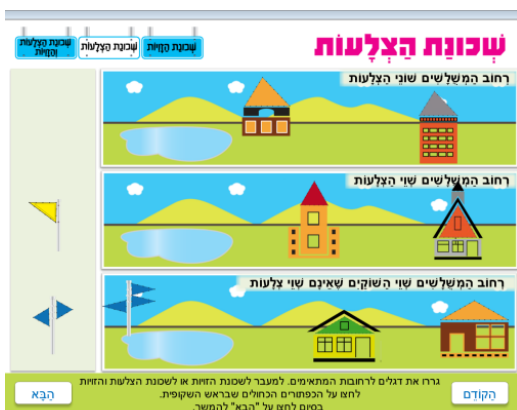 שְׁכוּנַת הַצְּלָעוֹת
שְׁכוּנַת הַזָּוִיּוֹת
שְׁכוּנַת הַצְּלָעוֹת
שְׁכוּנַת הַצְּלָעוֹת
וְהַזָּוִיּוֹת
רְחוֹב הַמְּשֻׁלָּשִׁים שׁוֹנֵי הַצְּלָעוֹת
רְחוֹב הַמְּשֻׁלָּשִׁים שְׁוֵי הַצְּלָעוֹת
רְחוֹב הַמְּשֻׁלָּשִׁים שְׁוֵי הַשּׁוֹקַיִם שֶׁאֵינָם שְׁוֵי צְלָעוֹת
גררו את דגלים לרחובות המתאימים. למעבר לשכונת הזויות או לשכונת הצלעות והזויות
לחצו על הכפתורים הכחולים שבראש השקופית.
בסיום לחצו על "הבא" להמשך.
הַקּוֹדֵם
הַבָּא